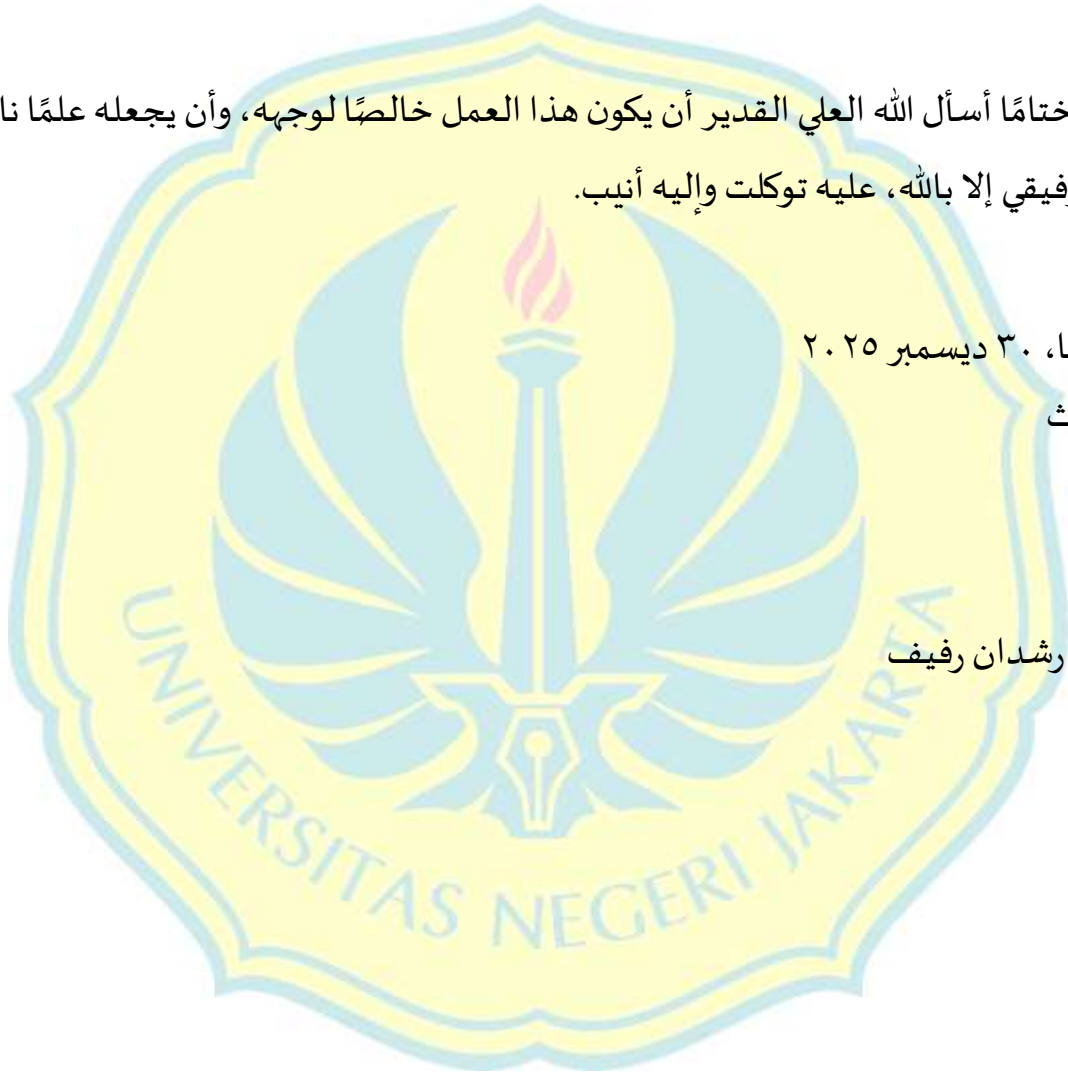 ختامًا أسأل الله العلي القدير أن يكون هذا العمل خالصًا لوجهه، وأن يجعله علمًا نا
فيقي إلا بالله، عليه توكلت وإليه أنيب.
ا، ٣٠ ديسمبر ٢٠٢٥
ث
رشدان رفيف
UNIVERSITAS NEGERI JAKARTA